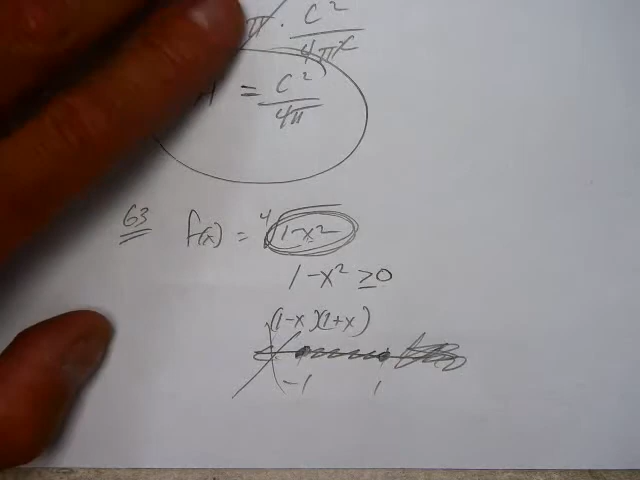 π · C² / 4π²
= C² / 4π
63 f(x) = ⁴√1-x²
1-x² ≥0
(1-x)(1+x)
-1 1